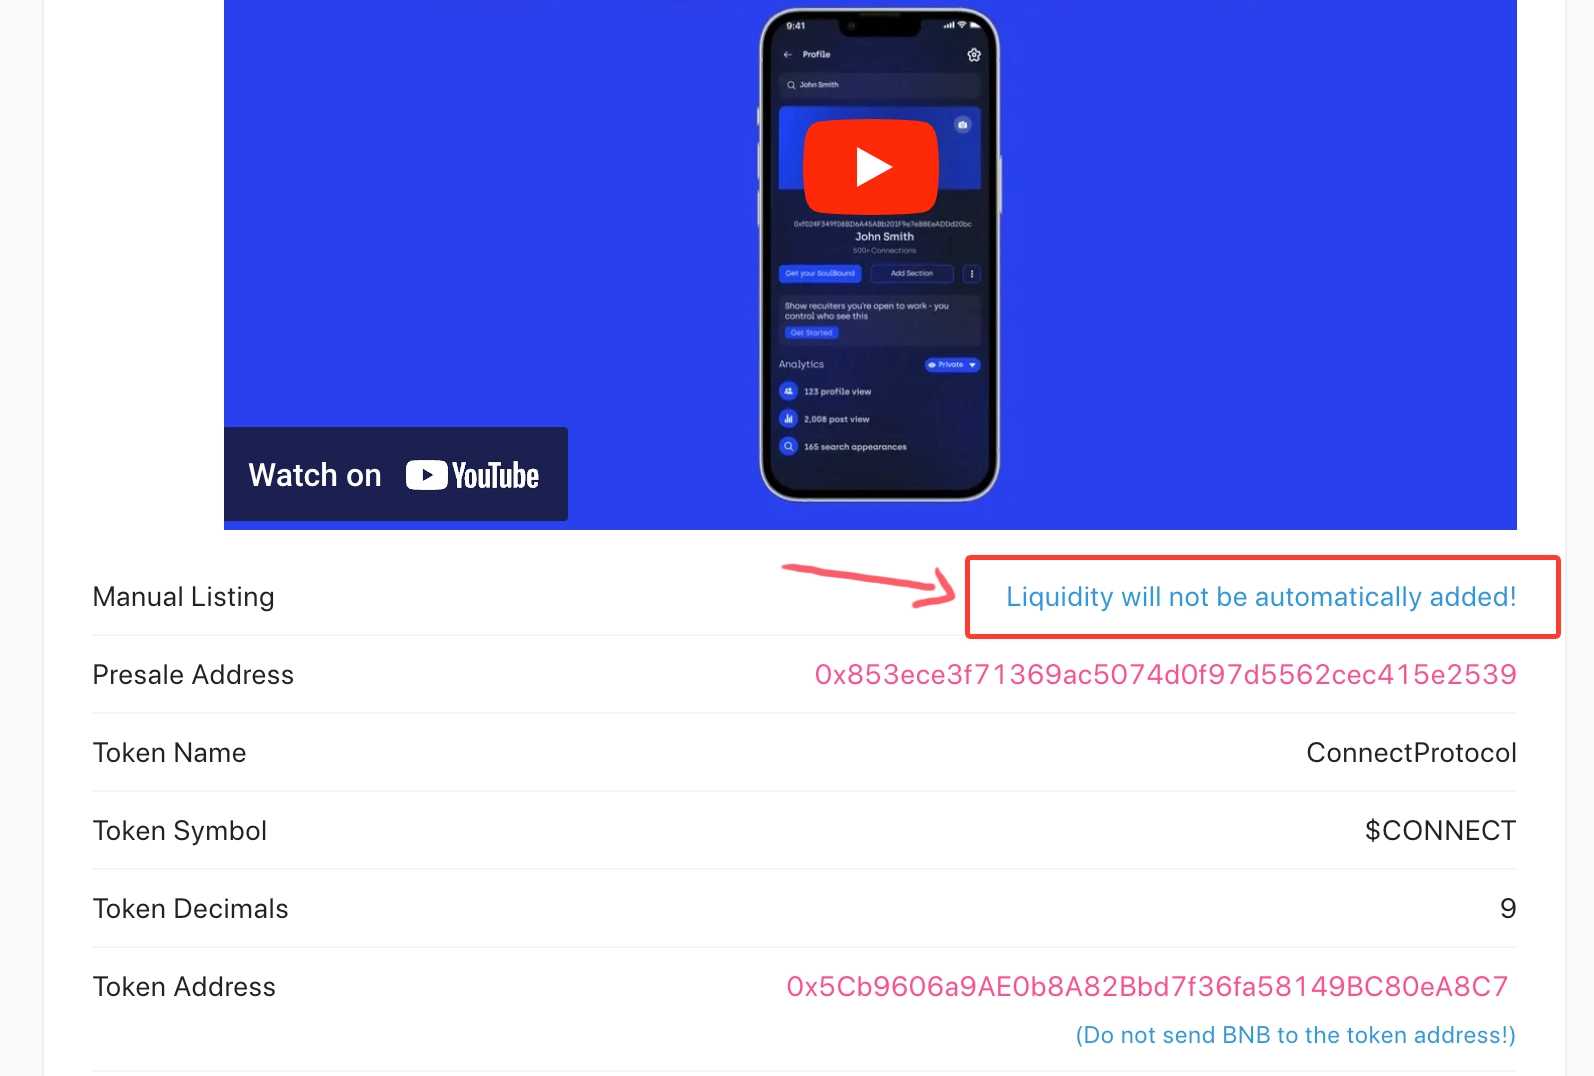 9:41
Profile
John Smith
0xf024F349f08BD6A45ABb201F9e7eB8EaADDd20bc
John Smith
500+ Connections
Get your SoulBound
Add Section
Show recuiters you're open to work - you
control who see this
Get Started
Analytics
Private
123 profile view
2,008 post view
165 search appearances
Watch on YouTube
Manual Listing
Liquidity will not be automatically added!
Presale Address
0x853ece3f71369ac5074d0f97d5562cec415e2539
Token Name
ConnectProtocol
Token Symbol
$CONNECT
Token Decimals
9
Token Address
0x5Cb9606a9AE0b8A82Bbd7f36fa58149BC80eA8C7
(Do not send BNB to the token address!)